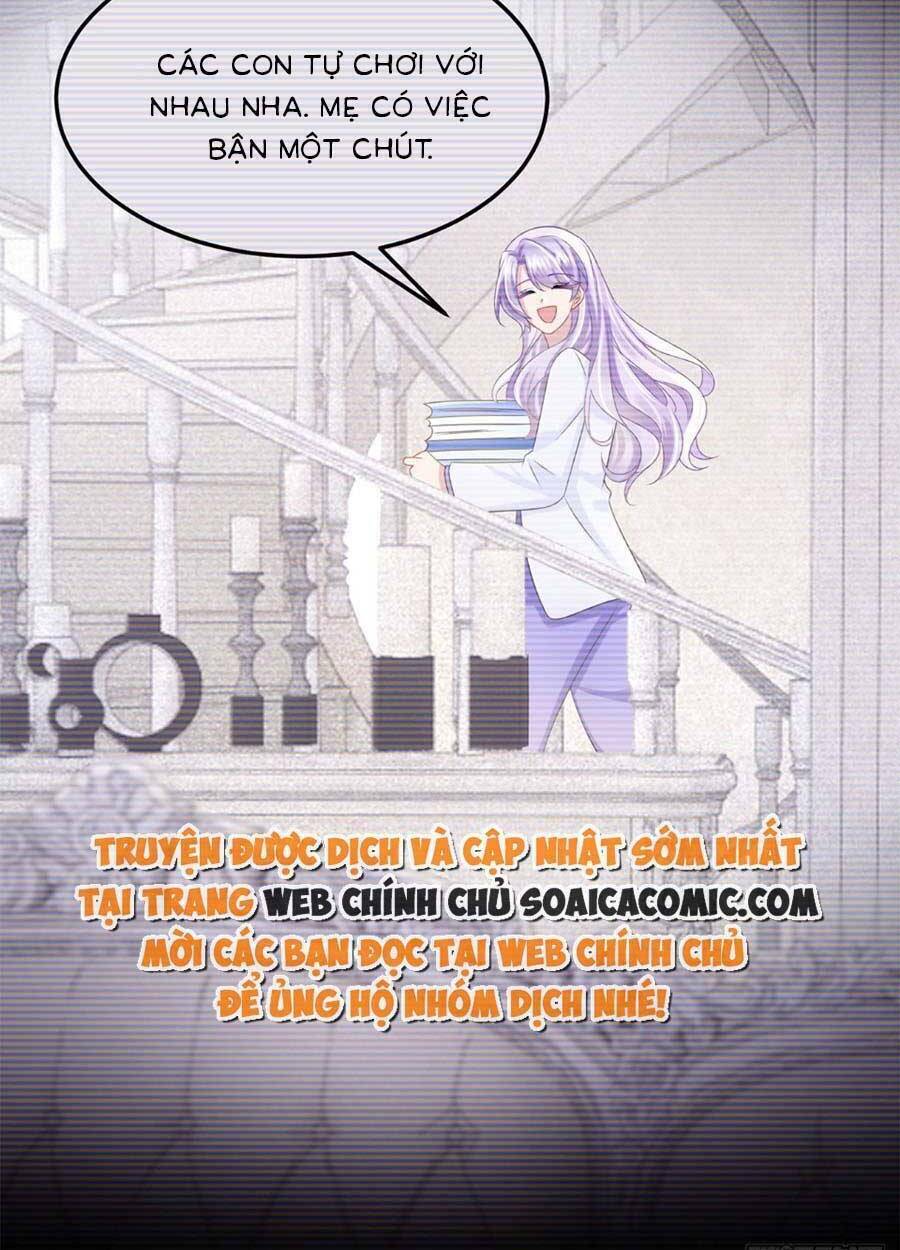 CÁC CON TỰ CHƠI VỚI
NHAU NHA. MẸ CÓ VIỆC
BẬN MỘT CHÚT.
TRUYỆN ĐƯỢC DỊCH VÀ CẬP NHẬT SỚM NHẤT
TẠI TRANG WEB CHÍNH CHỦ SOAICACOMIC.COM
MỜI CÁC BẠN ĐỌC TẠI WEB CHÍNH CHỦ
ĐỂ ỦNG HỘ NHÓM DỊCH NHÉ!